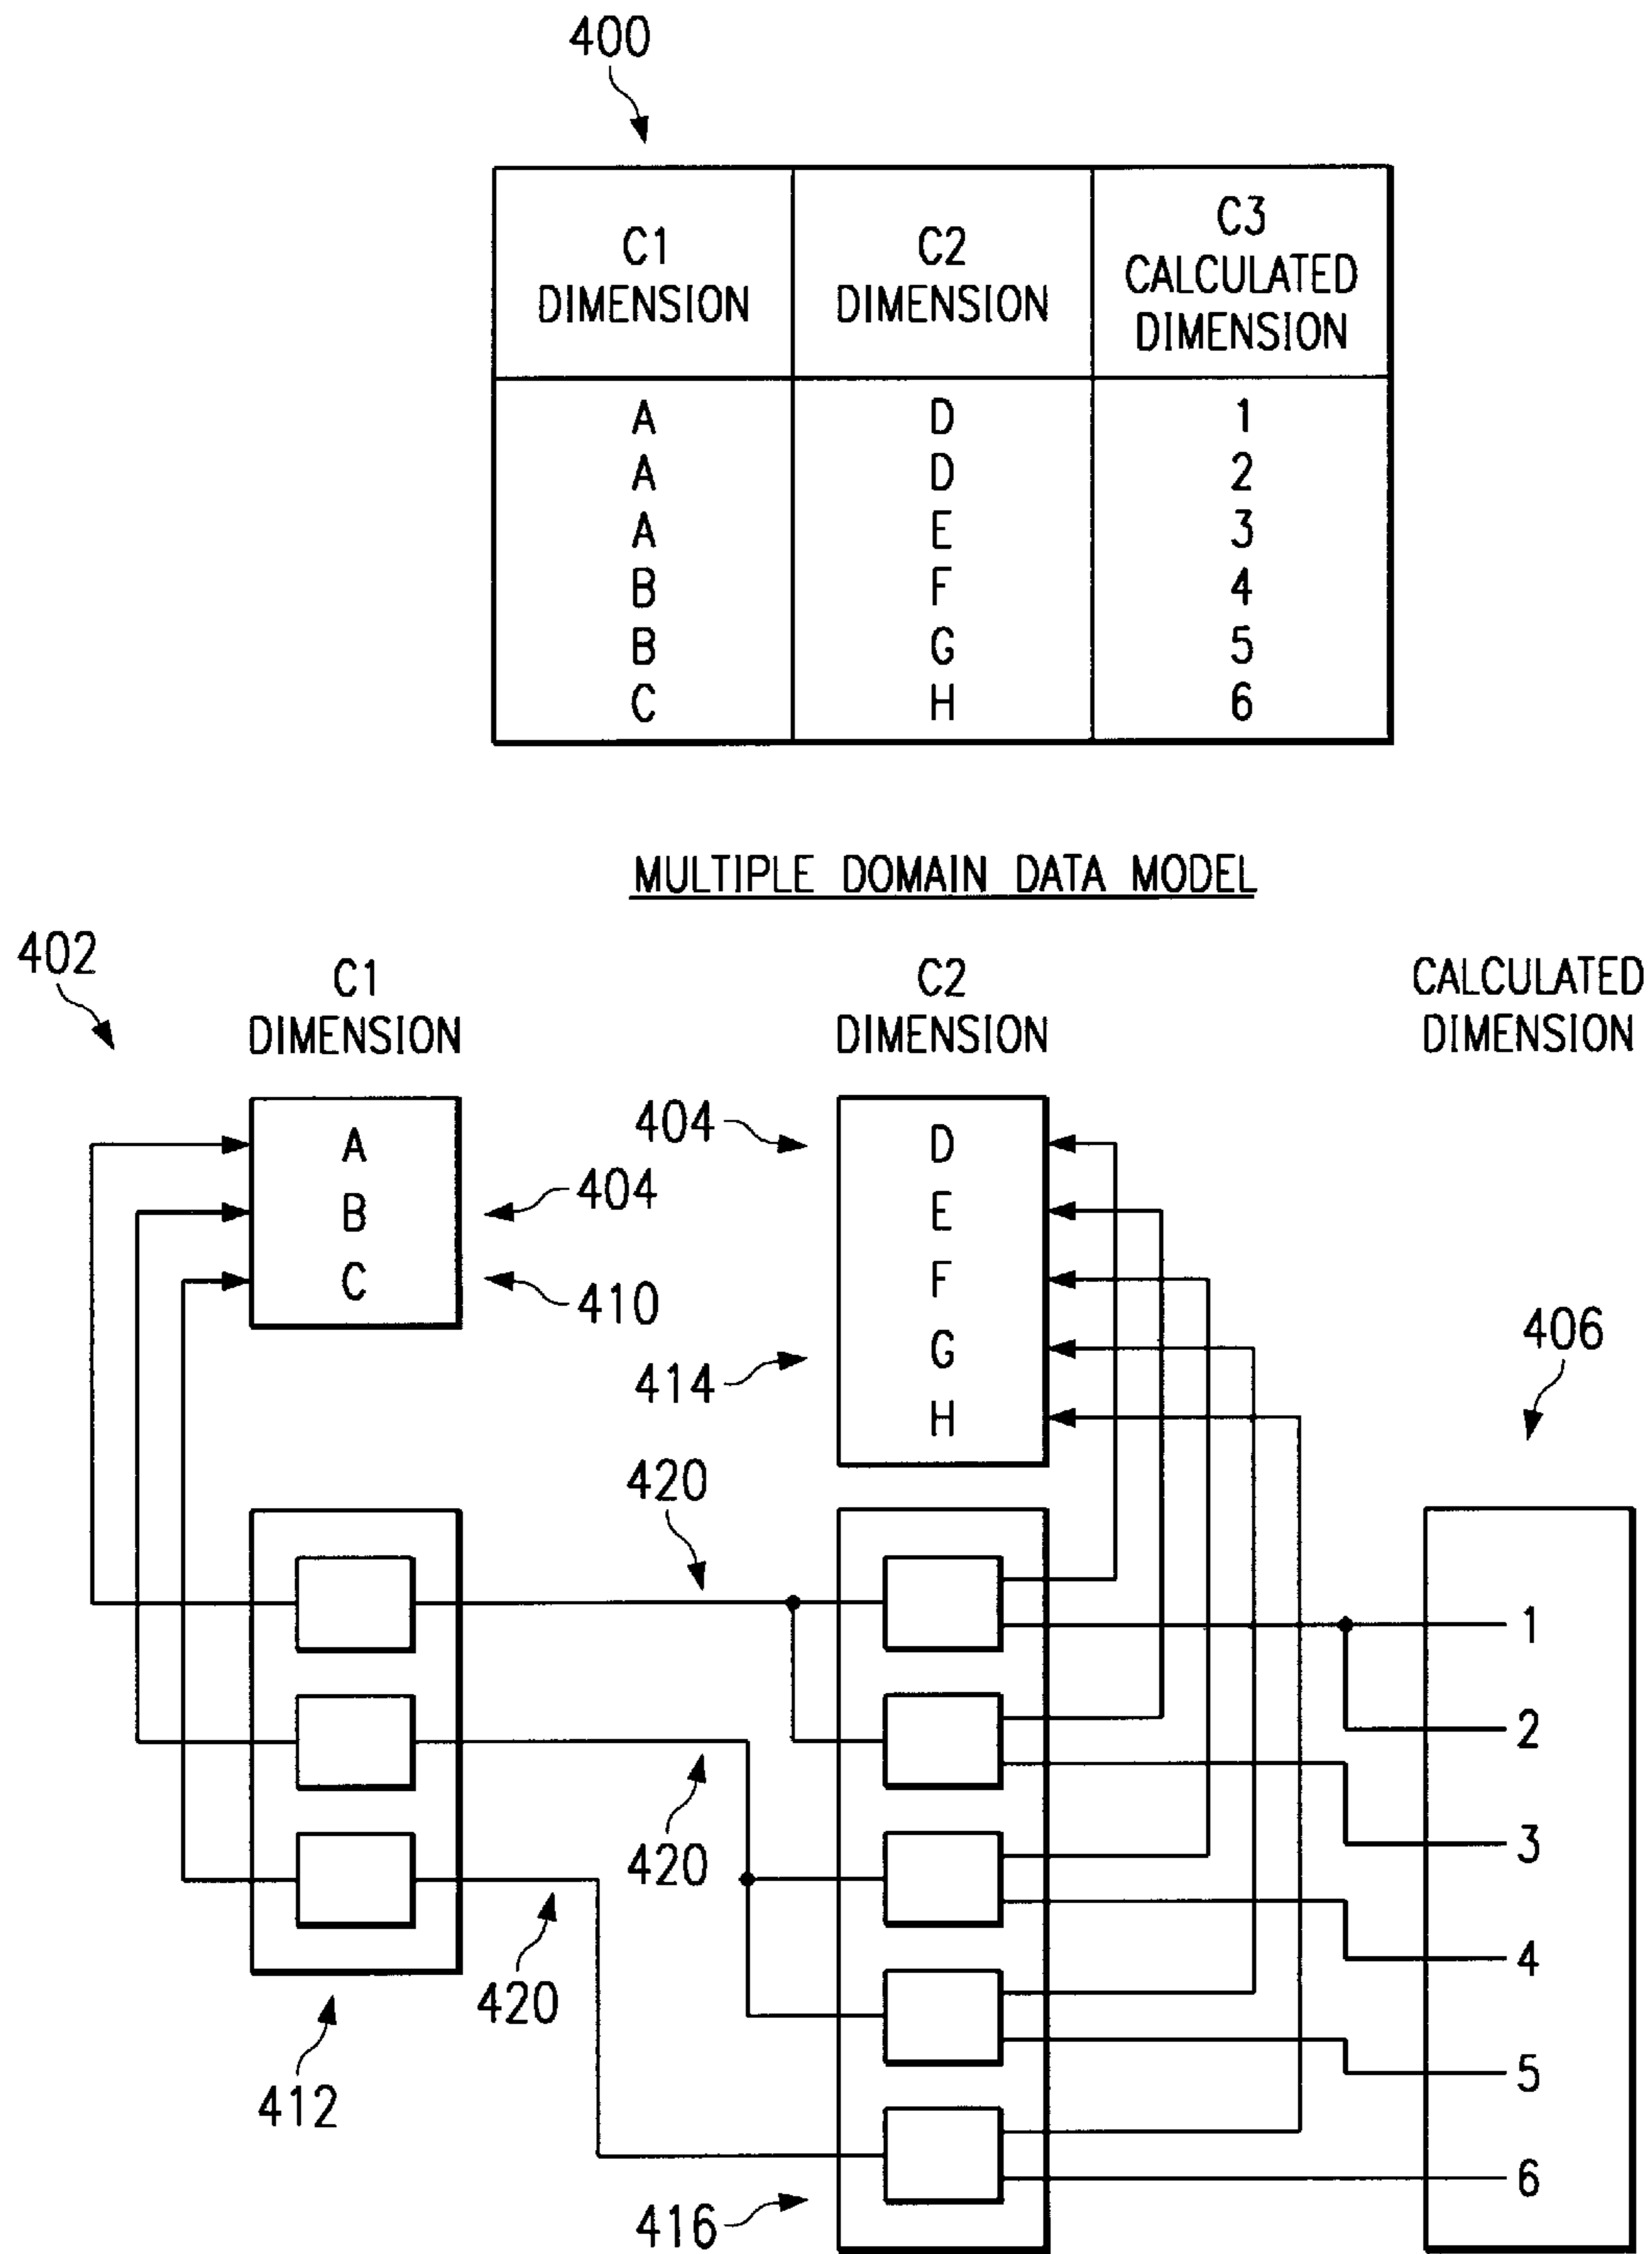 400
C1 DIMENSION
C2 DIMENSION
C3 CALCULATED DIMENSION
A D 1
A D 2
A E 3
B F 4
B G 5
C H 6
MULTIPLE DOMAIN DATA MODEL
402
C1 DIMENSION
C2 DIMENSION
CALCULATED DIMENSION
A
B
C
404
410
404
414
D
E
F
G
H
406
420
420
420
412
416
1
2
3
4
5
6